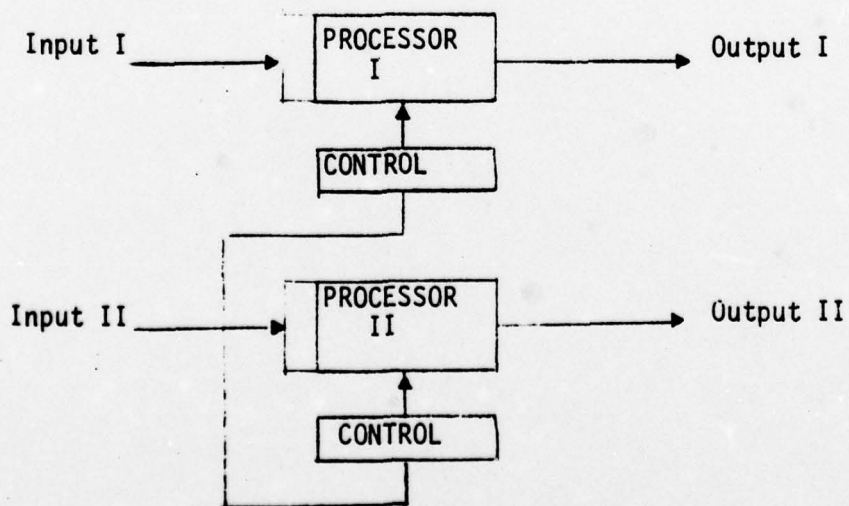 Input I
PROCESSOR
I
Output I
CONTROL
Input II
PROCESSOR
II
Output II
CONTROL